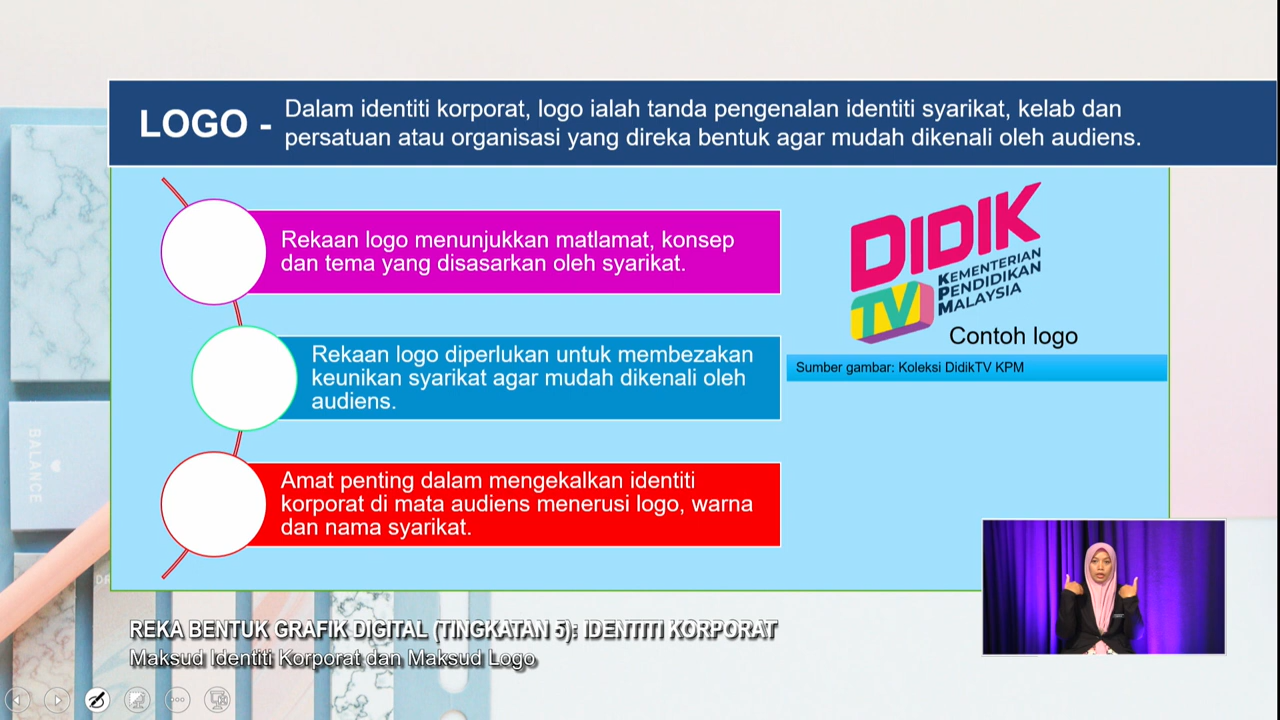 LOGO -
Dalam identiti korporat, logo ialah tanda pengenalan identiti syarikat, kelab dan
persatuan atau organisasi yang direka bentuk agar mudah dikenali oleh audiens.
Rekaan logo menunjukkan matlamat, konsep
dan tema yang disasarkan oleh syarikat.
Rekaan logo diperlukan untuk membezakan
keunikan syarikat agar mudah dikenali oleh
audiens.
Amat penting dalam mengekalkan identiti
korporat di mata audiens menerusi logo, warna
dan nama syarikat.
DIDIK
TV
KEMENTERIAN
PENDIDIKAN
MALAYSIA
Contoh logo
Sumber gambar: Koleksi DidikTV KPM
BALANCE
REKA BENTUK GRAFIK DIGITAL (TINGKATAN 5): IDENTITI KORPORAT
Maksud Identiti Korporat dan Maksud Logo